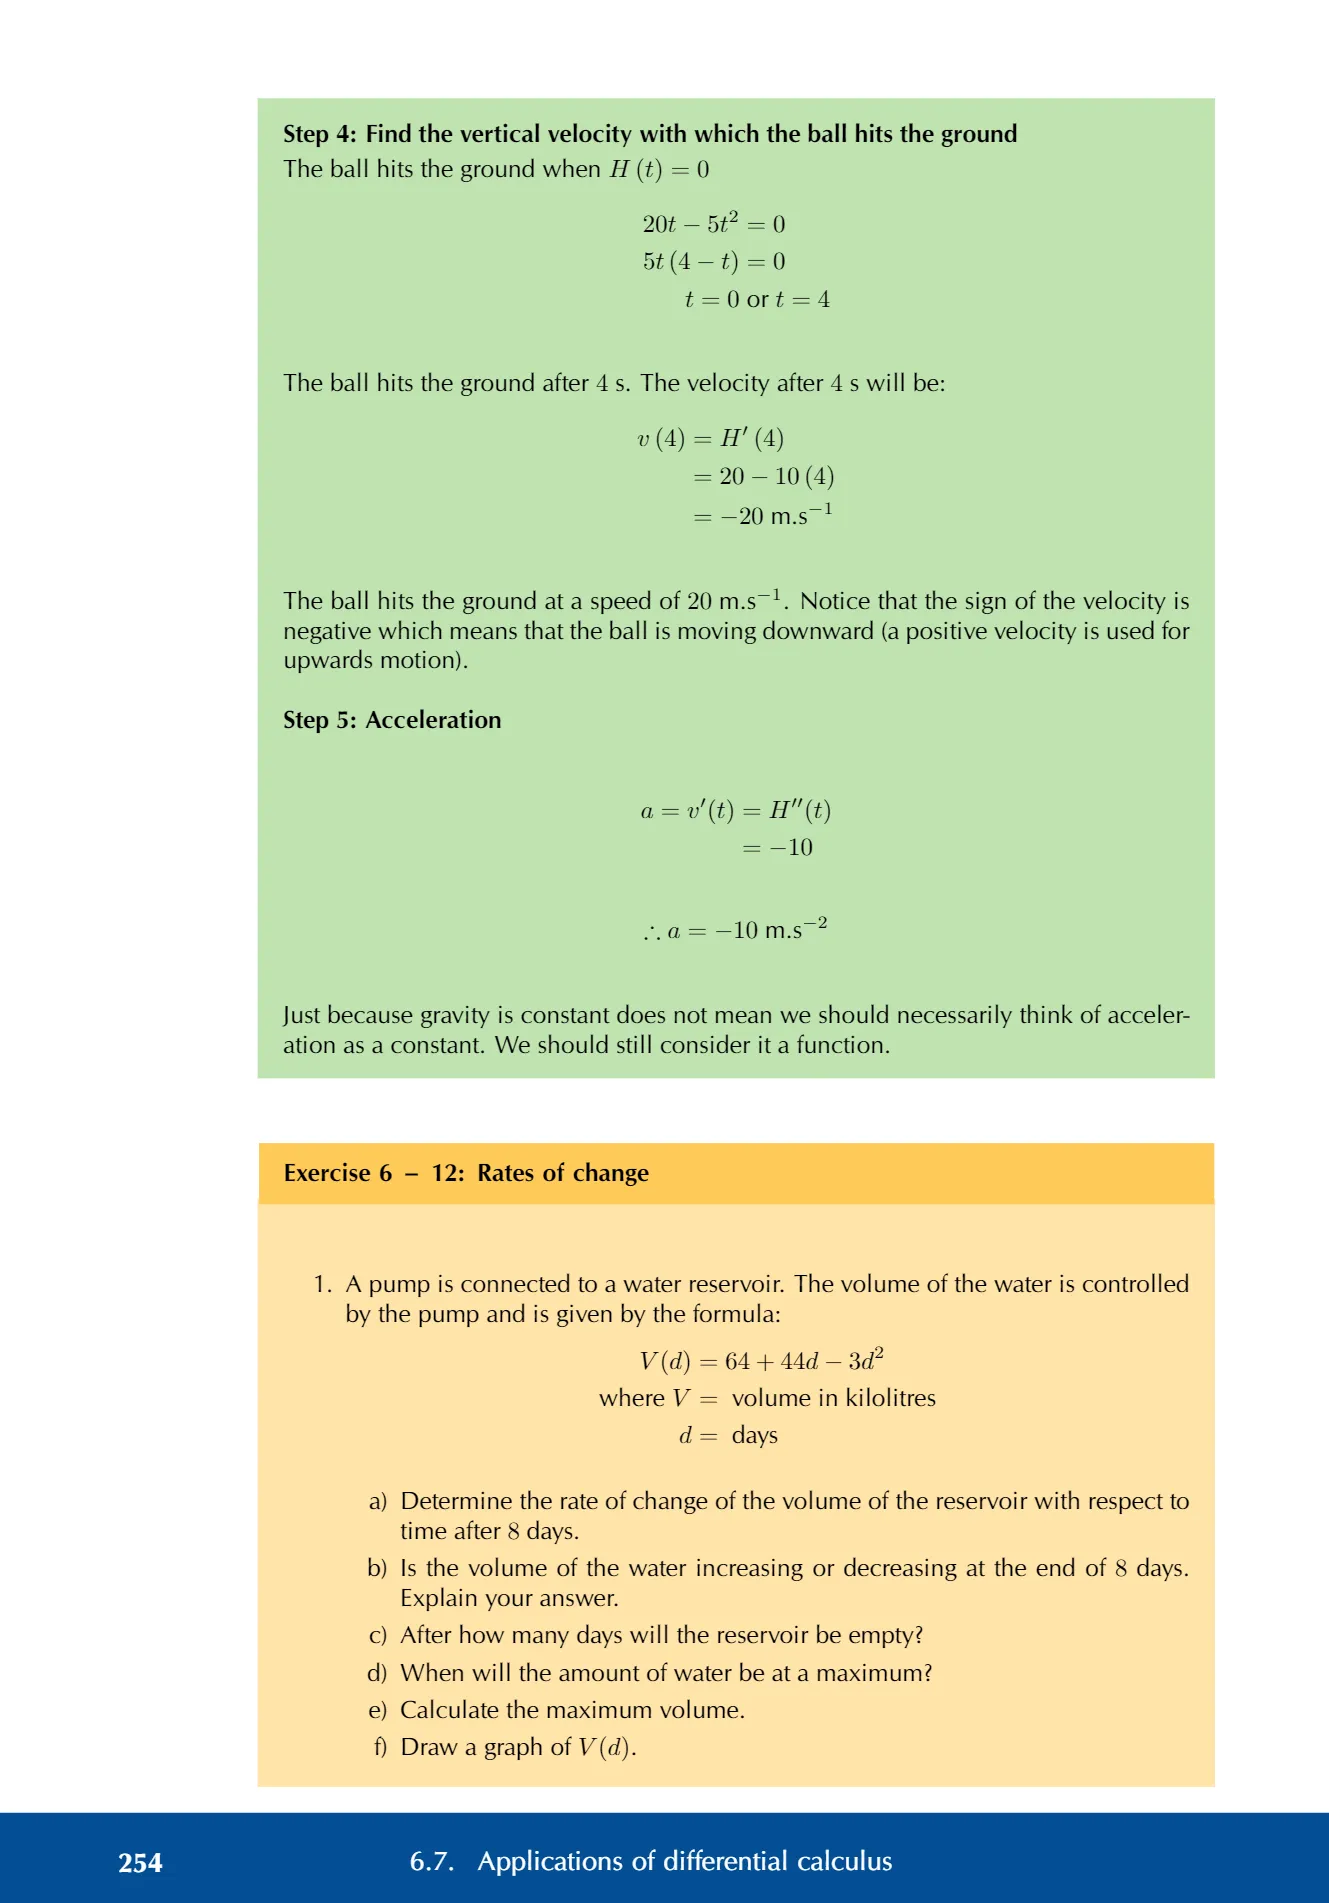 Step 4: Find the vertical velocity with which the ball hits the ground
The ball hits the ground when H (t) = 0
20t − 5t² = 0
5t (4 − t) = 0
t = 0 or t = 4
The ball hits the ground after 4 s. The velocity after 4 s will be:
v (4) = H′ (4)
= 20 − 10 (4)
= −20 m.s⁻¹
The ball hits the ground at a speed of 20 m.s⁻¹. Notice that the sign of the velocity is
negative which means that the ball is moving downward (a positive velocity is used for
upwards motion).
Step 5: Acceleration
a = v′(t) = H′′(t)
= −10
∴ a = −10 m.s⁻²
Just because gravity is constant does not mean we should necessarily think of acceler-
ation as a constant. We should still consider it a function.
Exercise 6 – 12: Rates of change
1. A pump is connected to a water reservoir. The volume of the water is controlled
by the pump and is given by the formula:
V(d) = 64 + 44d − 3d²
where V = volume in kilolitres
d = days
a) Determine the rate of change of the volume of the reservoir with respect to
time after 8 days.
b) Is the volume of the water increasing or decreasing at the end of 8 days.
Explain your answer.
c) After how many days will the reservoir be empty?
d) When will the amount of water be at a maximum?
e) Calculate the maximum volume.
f) Draw a graph of V(d).
254 6.7. Applications of differential calculus